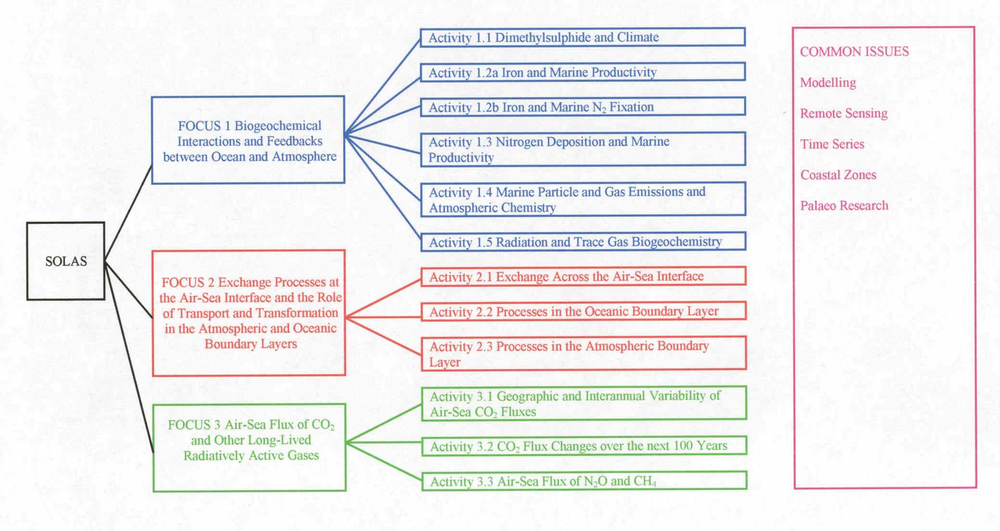 SOLAS
FOCUS 1 Biogeochemical
Interactions and Feedbacks
between Ocean and Atmosphere
FOCUS 2 Exchange Processes at
the Air-Sea Interface and the Role
of Transport and Transformation
in the Atmospheric and Oceanic
Boundary Layers
FOCUS 3 Air-Sea Flux of CO₂
and Other Long-Lived
Radiatively Active Gases
Activity 1.1 Dimethylsulphide and Climate
Activity 1.2a Iron and Marine Productivity
Activity 1.2b Iron and Marine N₂ Fixation
Activity 1.3 Nitrogen Deposition and Marine
Productivity
Activity 1.4 Marine Particle and Gas Emissions and
Atmospheric Chemistry
Activity 1.5 Radiation and Trace Gas Biogeochemistry
Activity 2.1 Exchange Across the Air-Sea Interface
Activity 2.2 Processes in the Oceanic Boundary Layer
Activity 2.3 Processes in the Atmospheric Boundary
Layer
Activity 3.1 Geographic and Interannual Variability of
Air-Sea CO₂ Fluxes
Activity 3.2 CO₂ Flux Changes over the next 100 Years
Activity 3.3 Air-Sea Flux of N₂O and CH₄
COMMON ISSUES
Modelling
Remote Sensing
Time Series
Coastal Zones
Palaeo Research